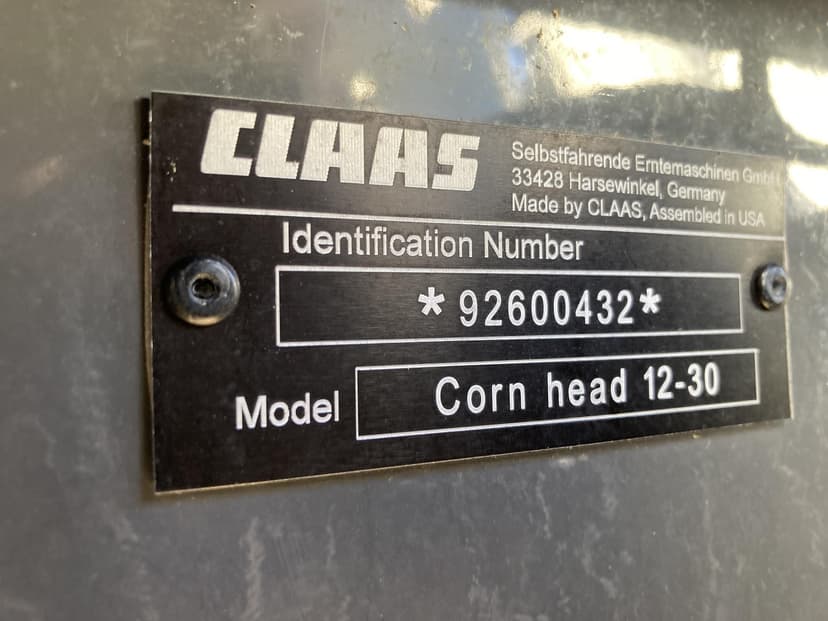 CLAAS
Selbstfahrende Erntemaschinen GmbH
33428 Harsewinkel, Germany
Made by CLAAS, Assembled in USA
Identification Number
*92600432*
Model
Corn head 12-30